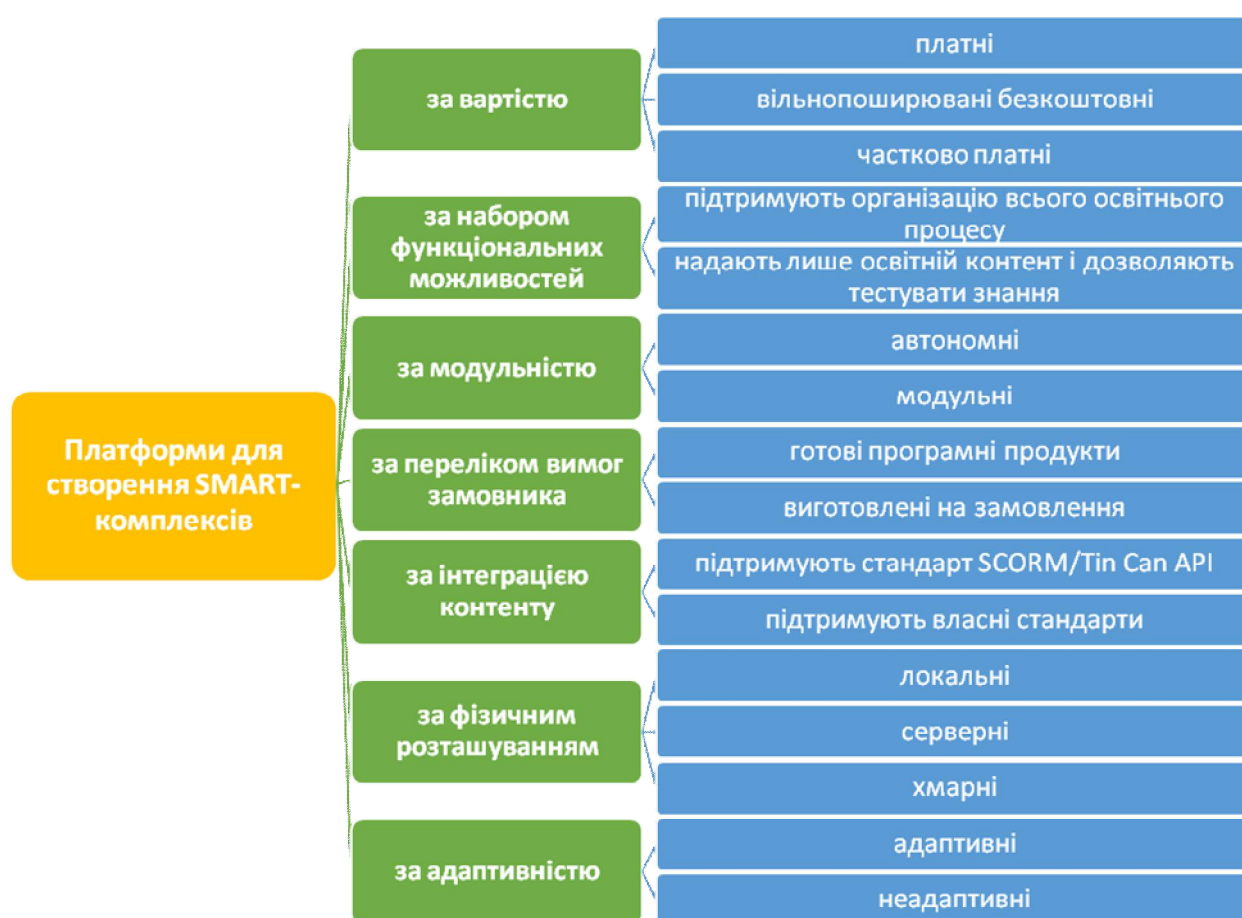 Платформи для
створення SMART-
комплексів
за вартістю
платні
вільнопоширювані безкоштовні
частково платні
за набором
функціональних
можливостей
підтримують організацію всього освітнього
процесу
надають лише освітній контент і дозволяють
тестувати знання
за модульністю
автономні
модульні
за переліком вимог
замовника
готові програмні продукти
виготовлені на замовлення
за інтеграцією
контенту
підтримують стандарт SCORM/Tin Can API
підтримують власні стандарти
за фізичним
розташуванням
локальні
серверні
хмарні
за адаптивністю
адаптивні
неадаптивні